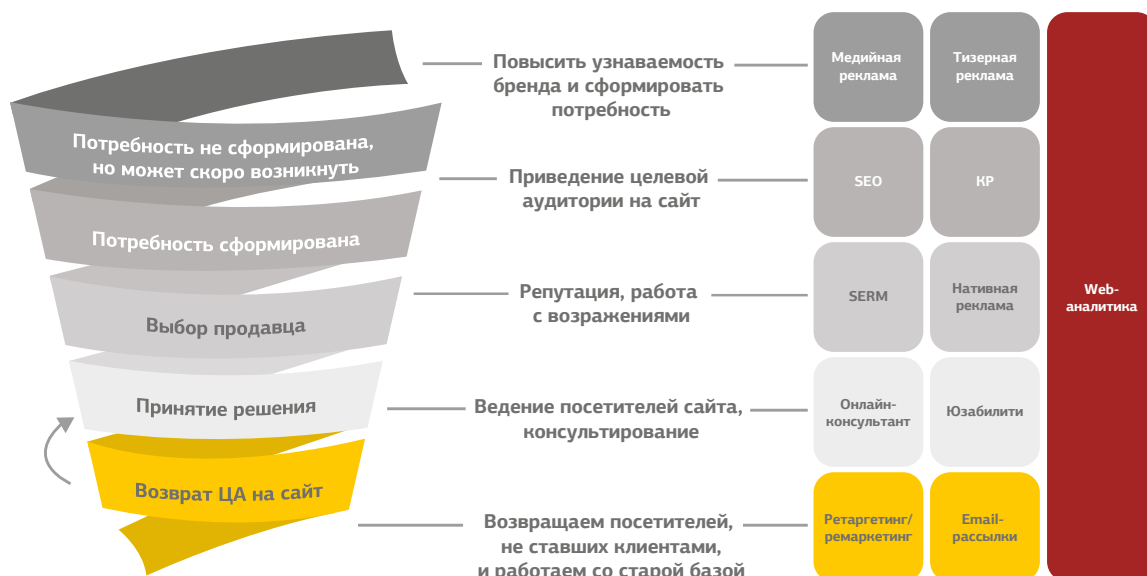 Повысить узнаваемость
бренда и сформировать
потребность
Медийная
реклама
Тизерная
реклама
Потребность не сформирована,
но может скоро возникнуть
Приведение целевой
аудитории на сайт
SEO
КР
Потребность сформирована
Репутация, работа
с возражениями
SERM
Нативная
реклама
Web-
аналитика
Выбор продавца
Принятие решения
Ведение посетителей сайта,
консультирование
Онлайн-
консультант
Юзабилити
Возврат ЦА на сайт
Возвращаем посетителей,
не ставших клиентами,
и работаем со старой базой
Ретаргетинг/
ремаркетинг
Email-
рассылки